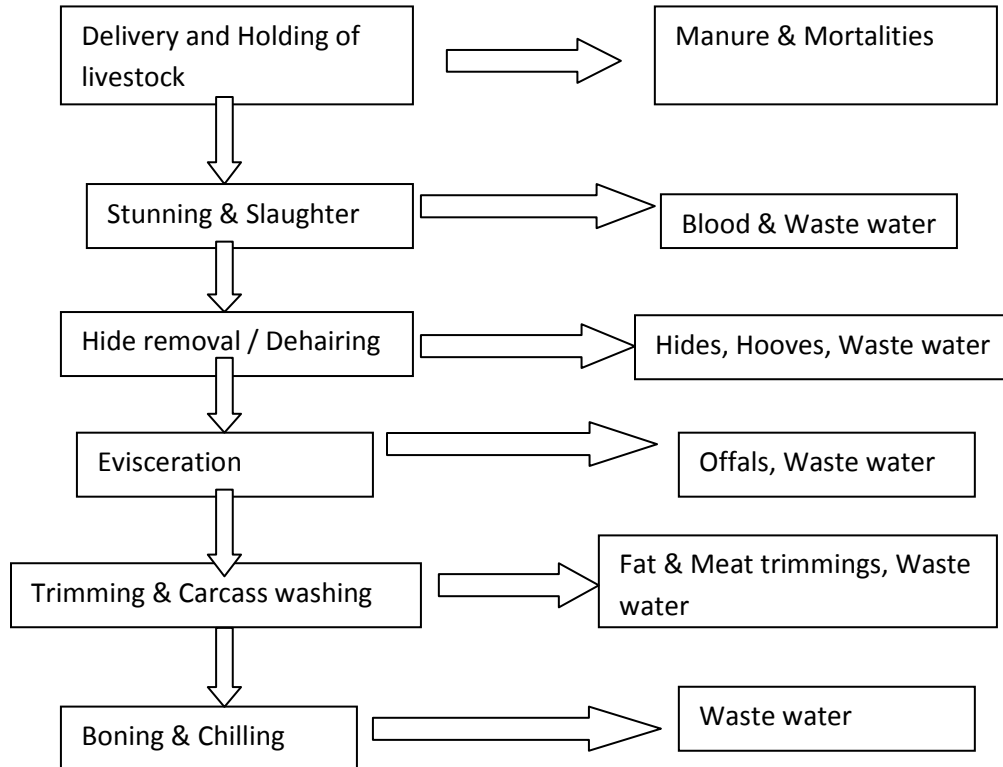 Delivery and Holding of
livestock
Manure & Mortalities
Stunning & Slaughter
Blood & Waste water
Hide removal / Dehairing
Hides, Hooves, Waste water
Evisceration
Offals, Waste water
Trimming & Carcass washing
Fat & Meat trimmings, Waste
water
Boning & Chilling
Waste water